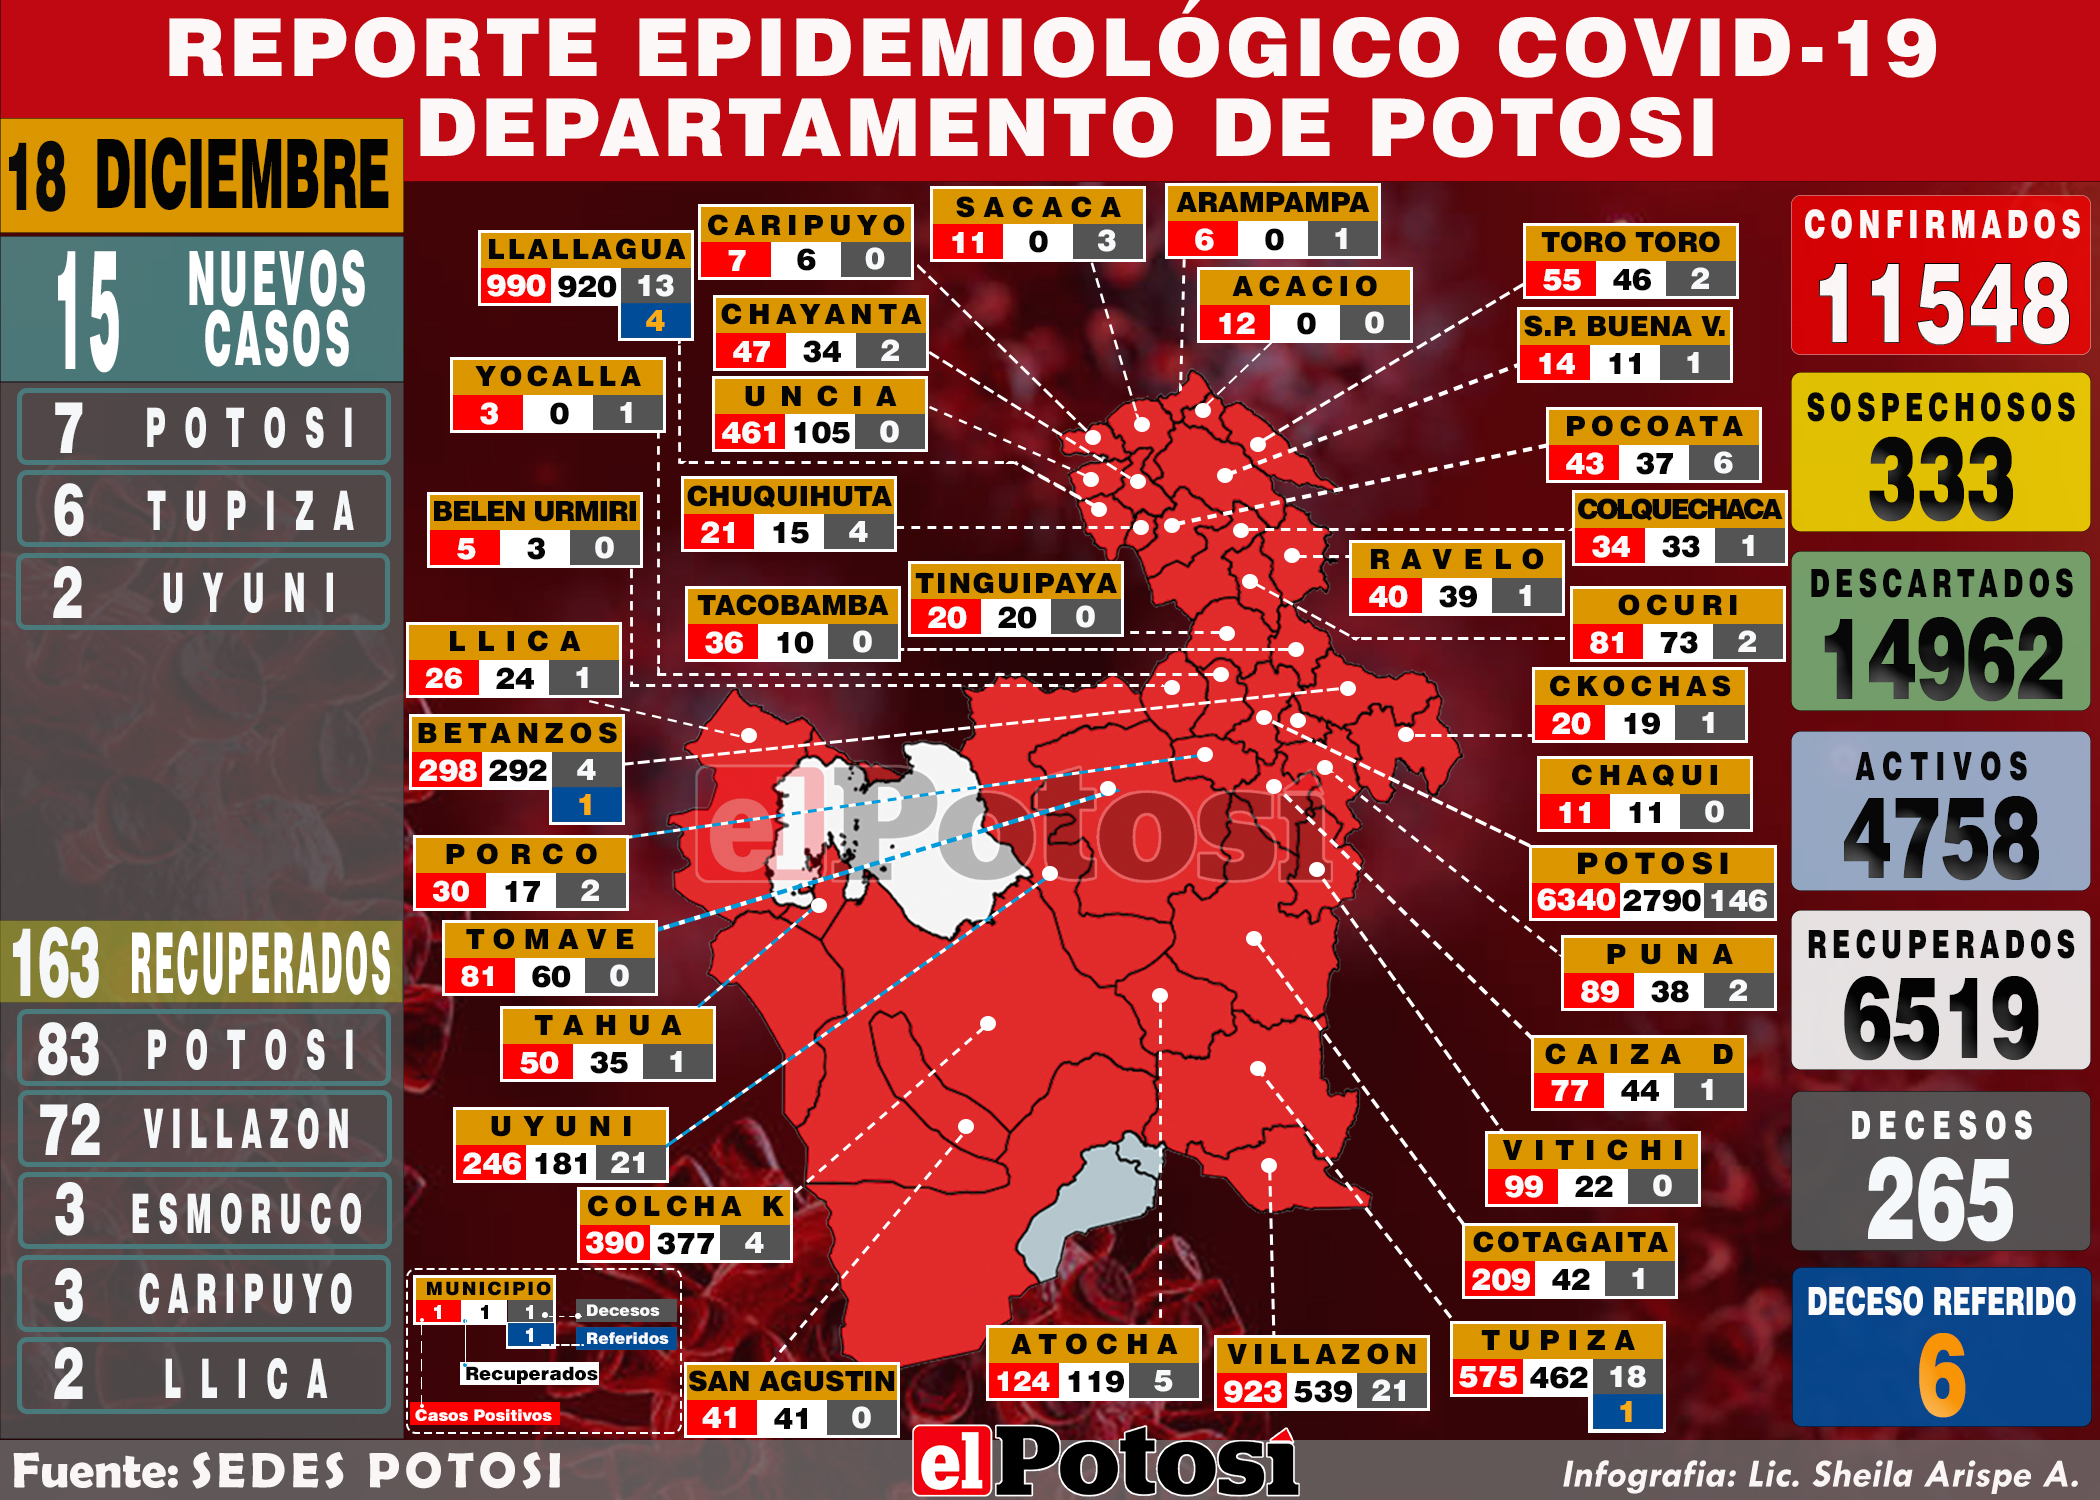 REPORTE EPIDEMIOLÓGICO COVID-19
DEPARTAMENTO DE POTOSI
18 DICIEMBRE
15 NUEVOS CASOS
7 POTOSI
6 TUPIZA
2 UYUNI
163 RECUPERADOS
83 POTOSI
72 VILLAZON
3 ESMORUCO
3 CARIPUYO
2 LLICA
LLALLAGUA
990 920 13
4
CARIPUYO
7 6 0
SACACA
11 0 3
ARAMPAMPA
6 0 1
ACACIO
12 0 0
TORO TORO
55 46 2
CHAYANTA
47 34 2
S.P. BUENA V.
14 11 1
YOCALLA
3 0 1
UNCIA
461 105 0
POCOATA
43 37 6
BELEN URMIRI
5 3 0
CHUQUIHUTA
21 15 4
COLQUECHACA
34 33 1
RAVELO
40 39 1
TINGUIPAYA
20 20 0
TACOBAMBA
36 10 0
OCURI
81 73 2
LLICA
26 24 1
CKOCHAS
20 19 1
BETANZOS
298 292 4
1
CHAQUI
11 11 0
PORCO
30 17 2
POTOSI
6340 2790 146
TOMAVE
81 60 0
PUNA
89 38 2
TAHUA
50 35 1
CAIZA D
77 44 1
UYUNI
246 181 21
VITICHI
99 22 0
COLCHA K
390 377 4
COTAGAITA
209 42 1
SAN AGUSTIN
41 41 0
ATOCHA
124 119 5
VILLAZON
923 539 21
TUPIZA
575 462 18
1
MUNICIPIO
1 1 1 Decesos
1 Referidos
Recuperados
Casos Positivos
el Potosí
CONFIRMADOS
11548
SOSPECHOSOS
333
DESCARTADOS
14962
ACTIVOS
4758
RECUPERADOS
6519
DECESOS
265
DECESO REFERIDO
6
Fuente: SEDES POTOSI
el Potosí
Infografia: Lic. Sheila Arispe A.